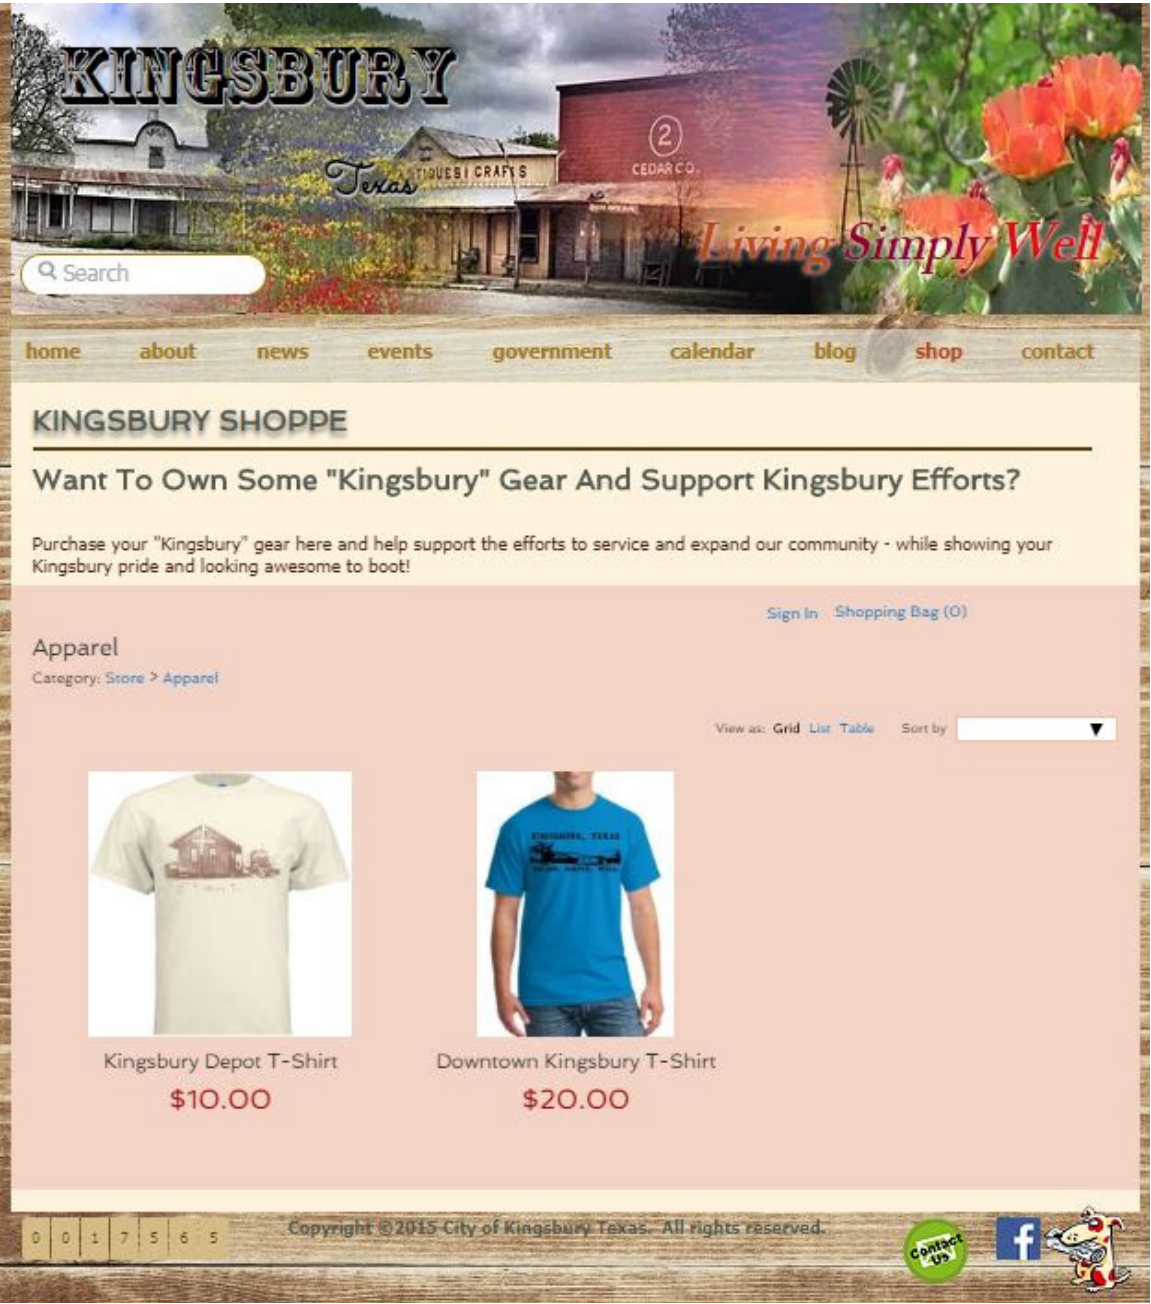 KINGSBURY
Texas
CRAFTS
2
CEDAR CO.
Living Simply Well
Search
home about news events government calendar blog shop contact
KINGSBURY SHOPPE
Want To Own Some "Kingsbury" Gear And Support Kingsbury Efforts?
Purchase your "Kingsbury" gear here and help support the efforts to service and expand our community - while showing your
Kingsbury pride and looking awesome to boot!
Sign In Shopping Bag (0)
Apparel
Category: Store > Apparel
View as: Grid List Table Sort by
KINGSBURY, TEXAS
Kingsbury Depot T-Shirt Downtown Kingsbury T-Shirt
$10.00 $20.00
0 0 1 7 5 6 5
Copyright ©2015 City of Kingsbury Texas. All rights reserved.
Contact
Us
f